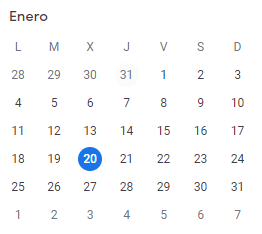 Enero
L M X J V S D
28 29 30 31 1 2 3
4 5 6 7 8 9 10
11 12 13 14 15 16 17
18 19 20 21 22 23 24
25 26 27 28 29 30 31
1 2 3 4 5 6 7